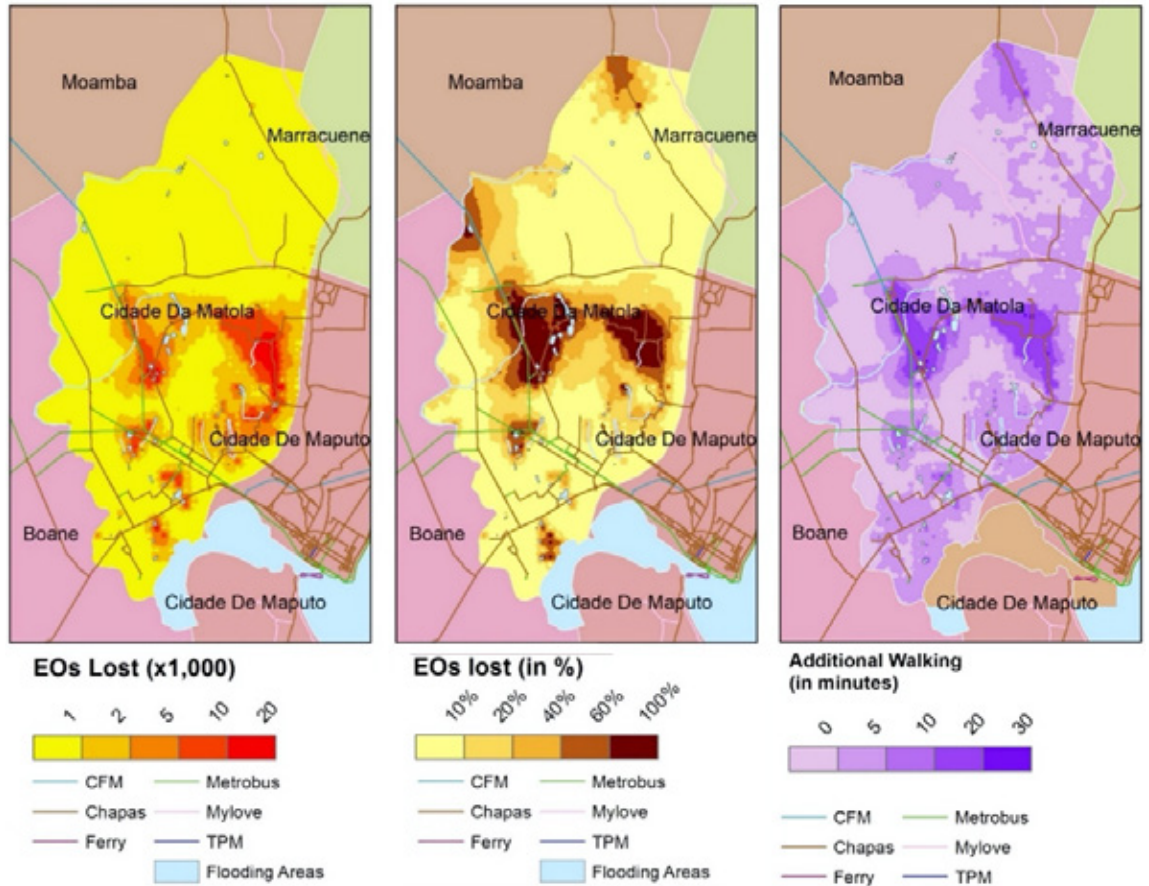 Moamba
Marracuene
Cidade Da Matola
Cidade De Maputo
Boane
Cidade De Maputo
EOs Lost (x1,000)
1 2 5 10 20
CFM Metrobus
Chapas Mylove
Ferry TPM
Flooding Areas
Moamba
Marracuene
Cidade Da Matola
Cidade De Maputo
Boane
Cidade De Maputo
EOs lost (in %)
10% 20% 40% 60% 100%
CFM Metrobus
Chapas Mylove
Ferry TPM
Flooding Areas
Moamba
Marracuene
Cidade Da Matola
Cidade De Maputo
Boane
Cidade De Maputo
Additional Walking
(in minutes)
0 5 10 20 30
CFM Metrobus
Chapas Mylove
Ferry TPM